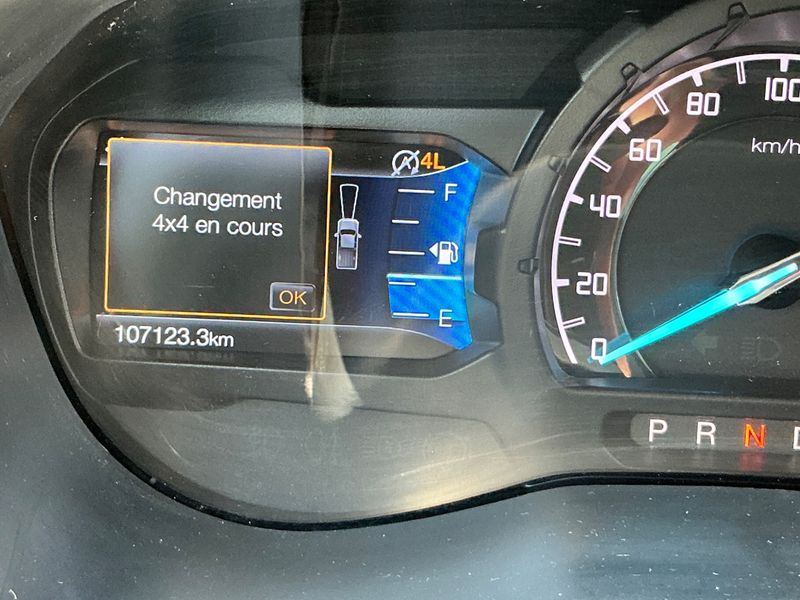 Changement
4x4 en cours
OK
107123.3km
4L
F
E
100
80
60
40
20
0
km/h
P R N